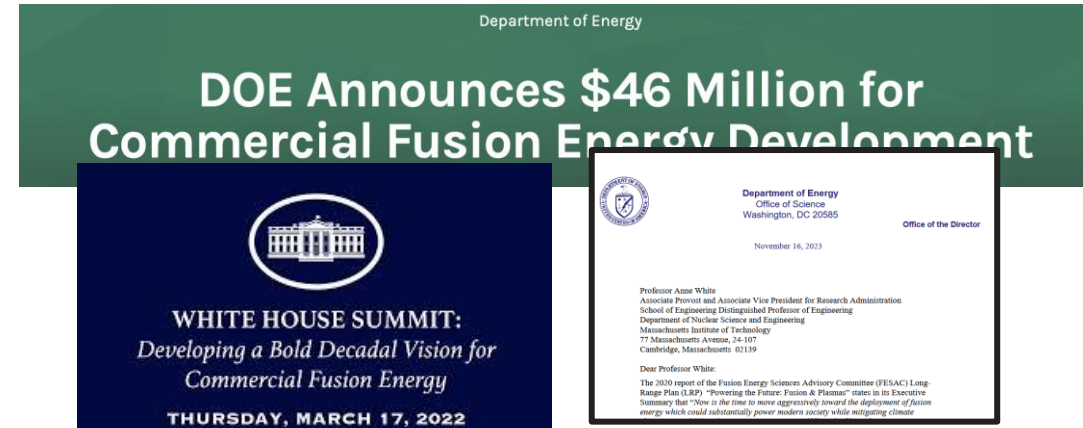 Department of Energy
DOE Announces $46 Million for
Commercial Fusion Energy Development
WHITE HOUSE SUMMIT:
Developing a Bold Decadal Vision for
Commercial Fusion Energy
THURSDAY, MARCH 17, 2022
Department of Energy
Office of Science
Washington, DC 20585
Office of the Director
November 16, 2023
Professor Anne White
Associate Provost and Associate Vice President for Research Administration
School of Engineering Distinguished Professor of Engineering
Department of Nuclear Science and Engineering
Massachusetts Institute of Technology
77 Massachusetts Avenue, 24-107
Cambridge, Massachusetts 02139
Dear Professor White:
The 2020 report of the Fusion Energy Sciences Advisory Committee (FESAC) Long-
Range Plan (LRP) “Powering the Future: Fusion & Plasmas” states in its Executive
Summary that “Now is the time to move aggressively toward the deployment of fusion
energy which could substantially power modern society while mitigating climate